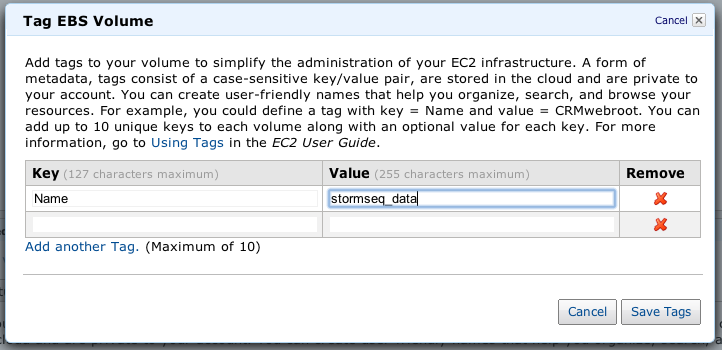 Tag EBS Volume
Cancel
Add tags to your volume to simplify the administration of your EC2 infrastructure. A form of
metadata, tags consist of a case-sensitive key/value pair, are stored in the cloud and are private to
your account. You can create user-friendly names that help you organize, search, and browse your
resources. For example, you could define a tag with key = Name and value = CRMwebroot. You can
add up to 10 unique keys to each volume along with an optional value for each key. For more
information, go to Using Tags in the EC2 User Guide.
Key (127 characters maximum) Value (255 characters maximum) Remove
Name stormseq_data
Add another Tag. (Maximum of 10)
Cancel Save Tags